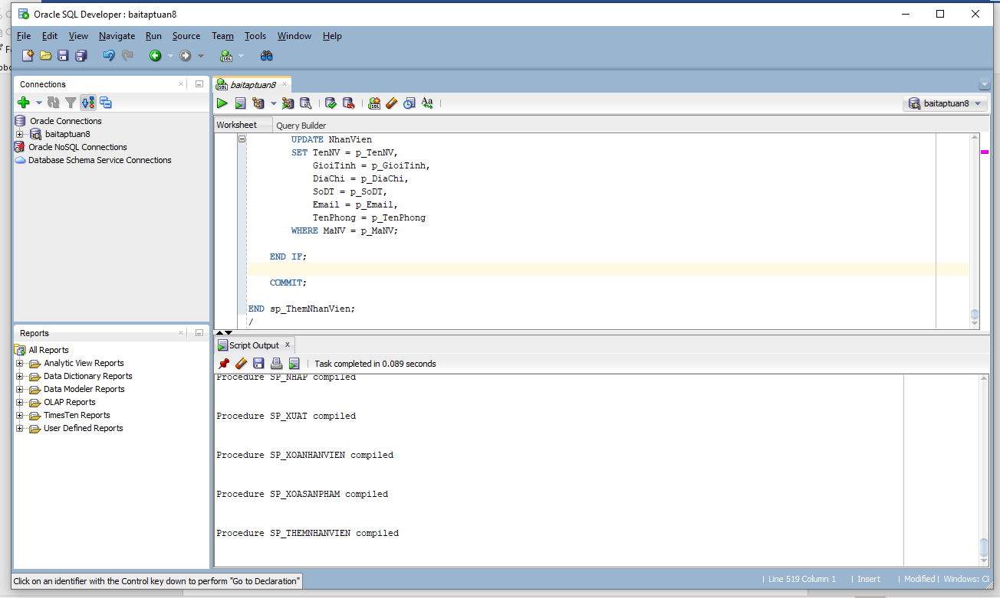 Oracle SQL Developer : baitaptuan8
File Edit View Navigate Run Source Team Tools Window Help
Connections
Oracle Connections
baitaptuan8
Oracle NoSQL Connections
Database Schema Service Connections
Reports
All Reports
Analytic View Reports
Data Dictionary Reports
Data Modeler Reports
OLAP Reports
TimesTen Reports
User Defined Reports
baitaptuan8
baitaptuan8
Worksheet Query Builder
UPDATE NhanVien
SET TenNV = p_TenNV,
GioiTinh = p_GioiTinh,
DiaChi = p_DiaChi,
SoDT = p_SoDT,
Email = p_Email,
TenPhong = p_TenPhong
WHERE MaNV = p_MaNV;
END IF;
COMMIT;
END sp_ThemNhanVien;
/
Script Output x
Task completed in 0.089 seconds
Procedure SP_NHAP compiled
Procedure SP_XUAT compiled
Procedure SP_XOANHANVIEN compiled
Procedure SP_XOASANPHAM compiled
Procedure SP_THEMNHANVIEN compiled
Click on an identifier with the Control key down to perform "Go to Declaration"
| Line 519 Column 1 | Insert | Modified | Windows: CF